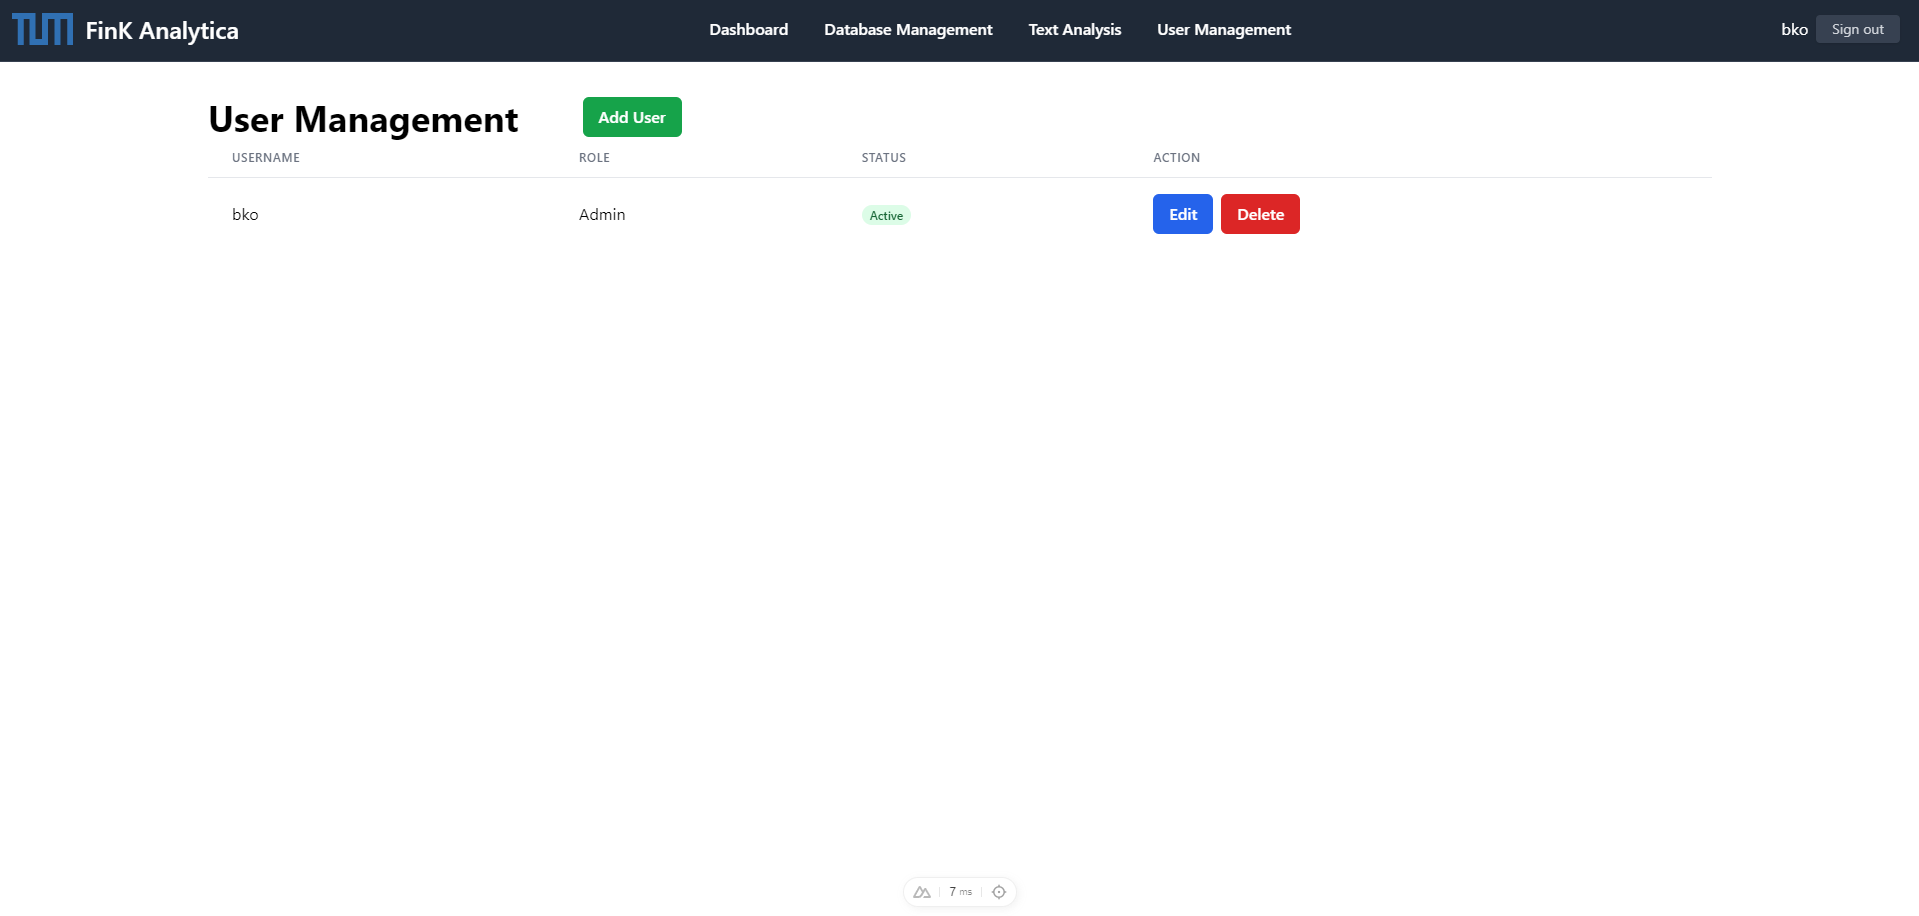 TUM FinK Analytica Dashboard Database Management Text Analysis User Management bko Sign out
User Management Add User
USERNAME ROLE STATUS ACTION
bko Admin Active Edit Delete
7 ms